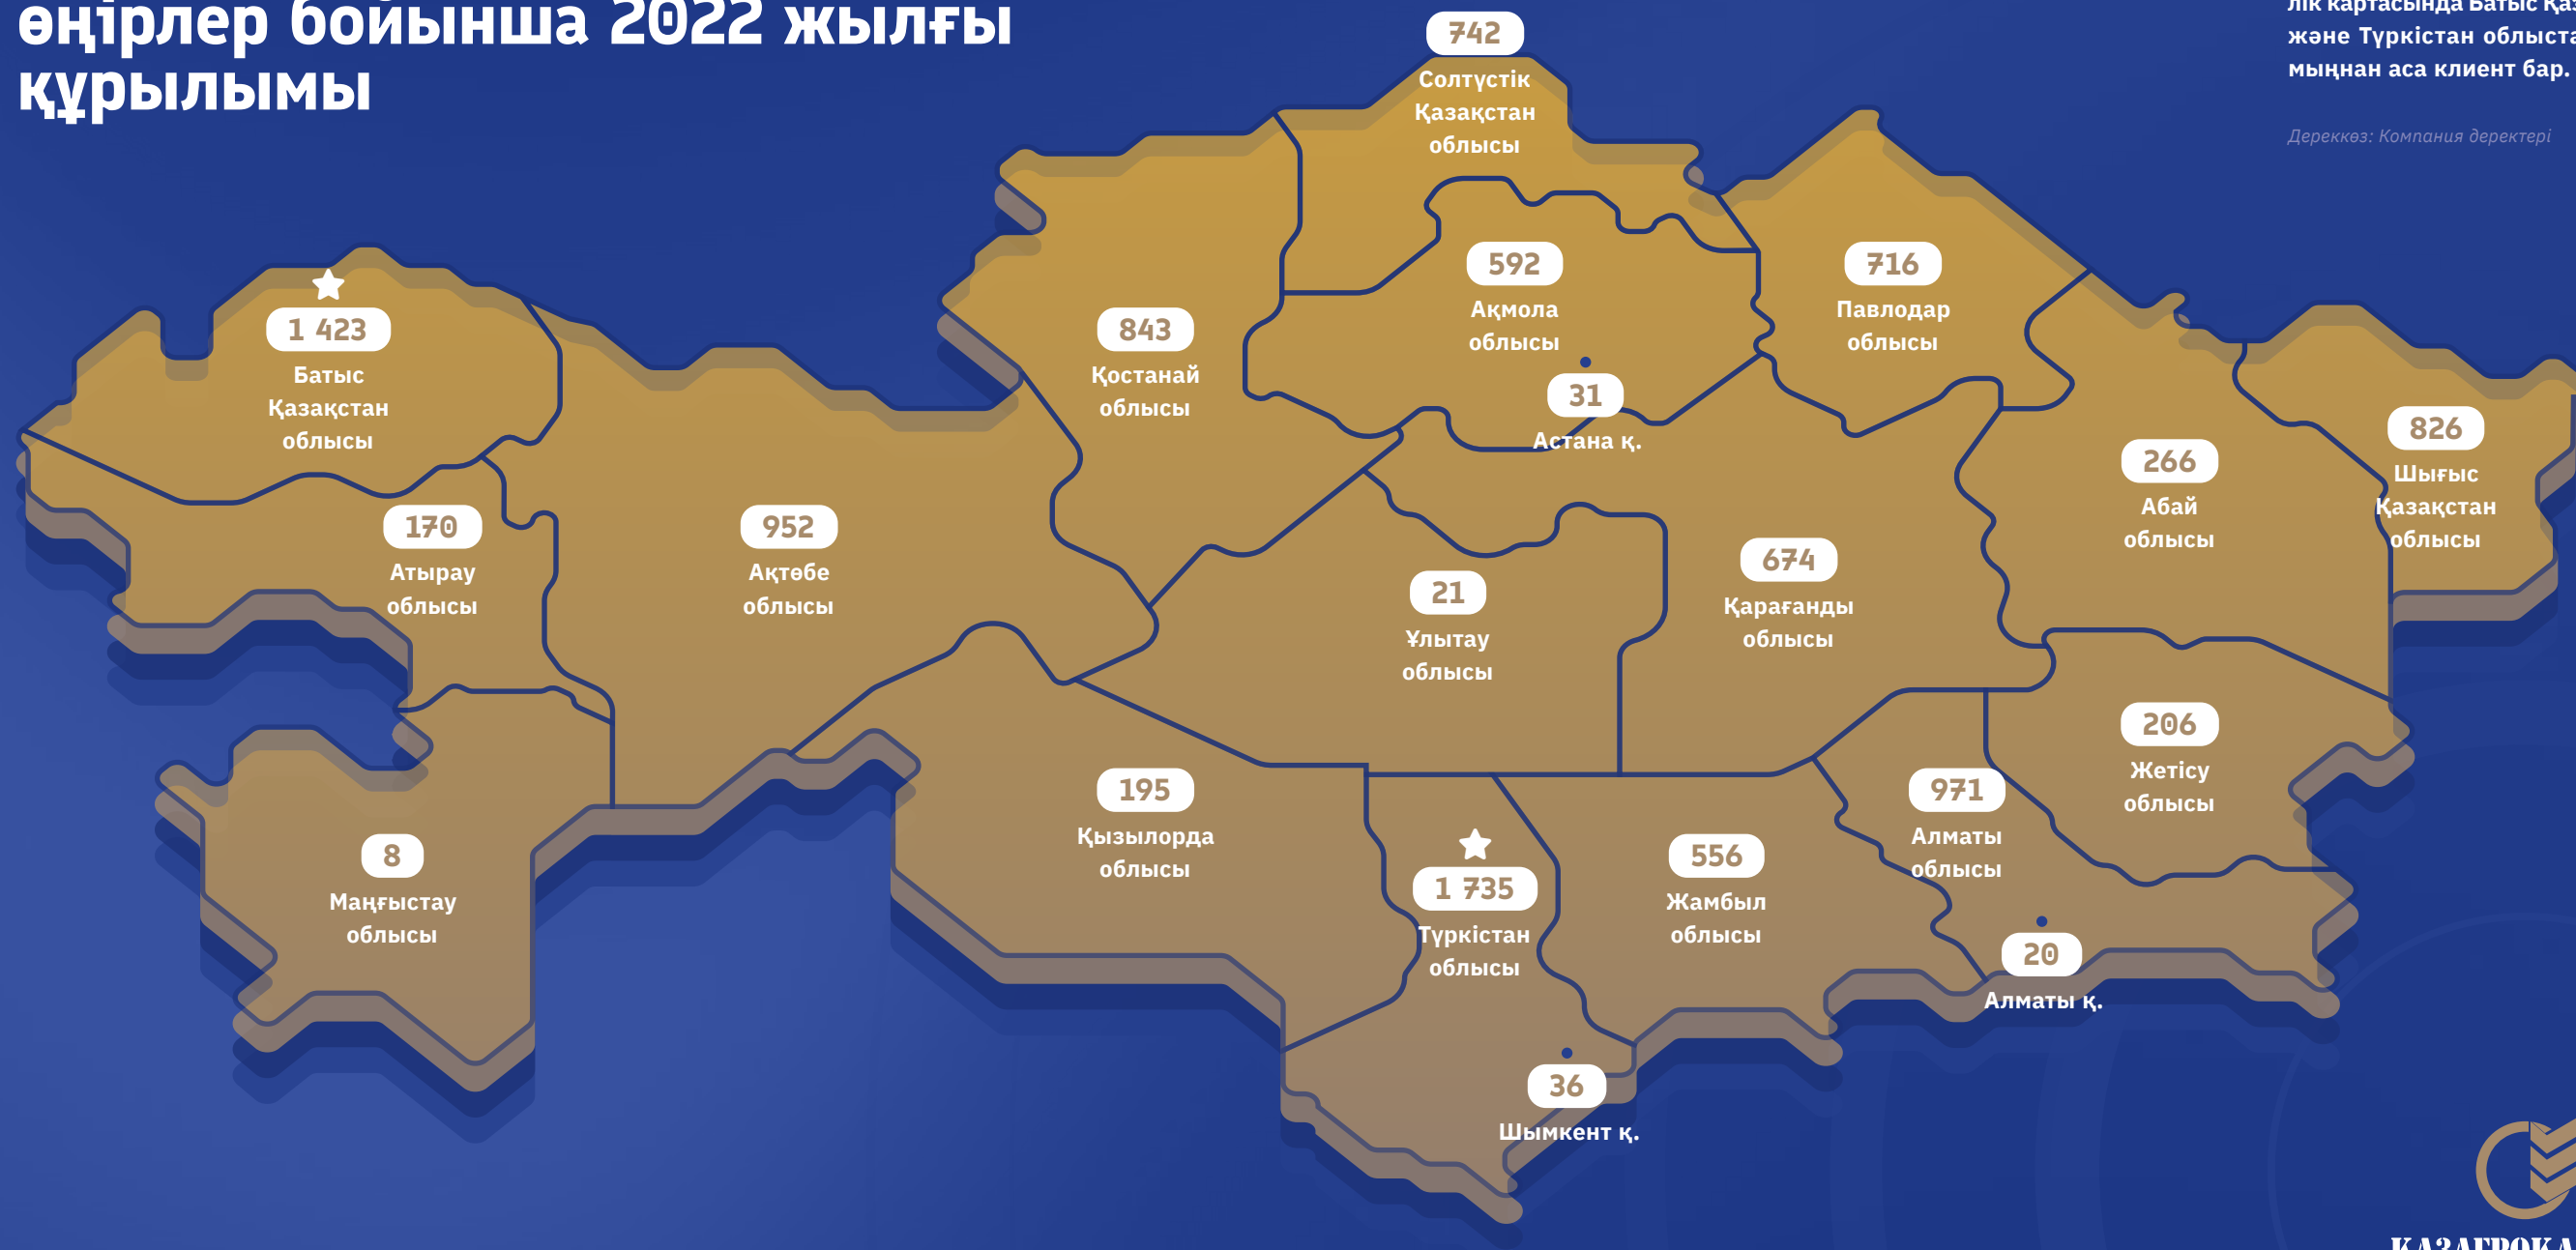 өңірлер бойынша 2022 жылғы
құрылымы
жәңе Түркістан
мыңнан аса клиент бар.
Дереккөз: Компания деректері
742
Солтүстік
Қазақстан
облысы
592
Ақмола
облысы
31
Астана қ.
716
Павлодар
облысы
1 423
Батыс
Қазақстан
облысы
843
Қостанай
облысы
826
Шығыс
Қазақстан
облысы
266
Абай
облысы
170
Атырау
облысы
952
Ақтөбе
облысы
674
Қарағанды
облысы
21
Ұлытау
облысы
206
Жетісу
облысы
195
Қызылорда
облысы
971
Алматы
облысы
8
Маңғыстау
облысы
1 735
Түркістан
облысы
556
Жамбыл
облысы
20
Алматы қ.
36
Шымкент қ.